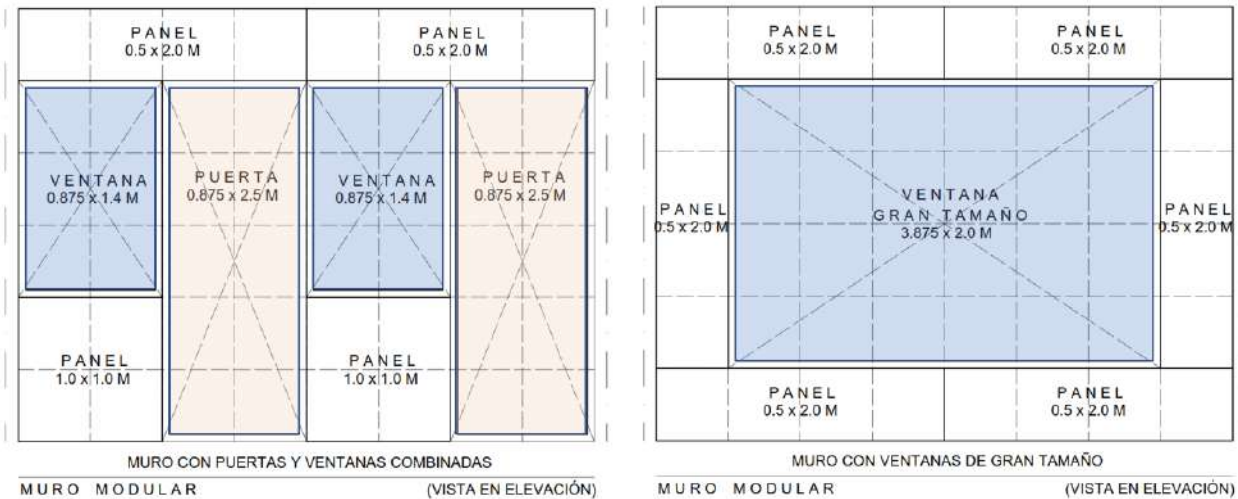 PANEL
0.5 x 2.0 M
PANEL
0.5 x 2.0 M
VENTANA
0.875 x 1.4 M
PUERTA
0.875 x 2.5 M
VENTANA
0.875 x 1.4 M
PUERTA
0.875 x 2.5 M
PANEL
1.0 x 1.0 M
PANEL
1.0 x 1.0 M
MURO CON PUERTAS Y VENTANAS COMBINADAS
MURO MODULAR
(VISTA EN ELEVACIÓN)
PANEL
0.5 x 2.0 M
PANEL
0.5 x 2.0 M
PANEL
0.5 x 2.0 M
VENTANA
GRAN TAMAÑO
3.875 x 2.0 M
PANEL
0.5 x 2.0 M
PANEL
0.5 x 2.0 M
PANEL
0.5 x 2.0 M
MURO CON VENTANAS DE GRAN TAMAÑO
MURO MODULAR
(VISTA EN ELEVACIÓN)